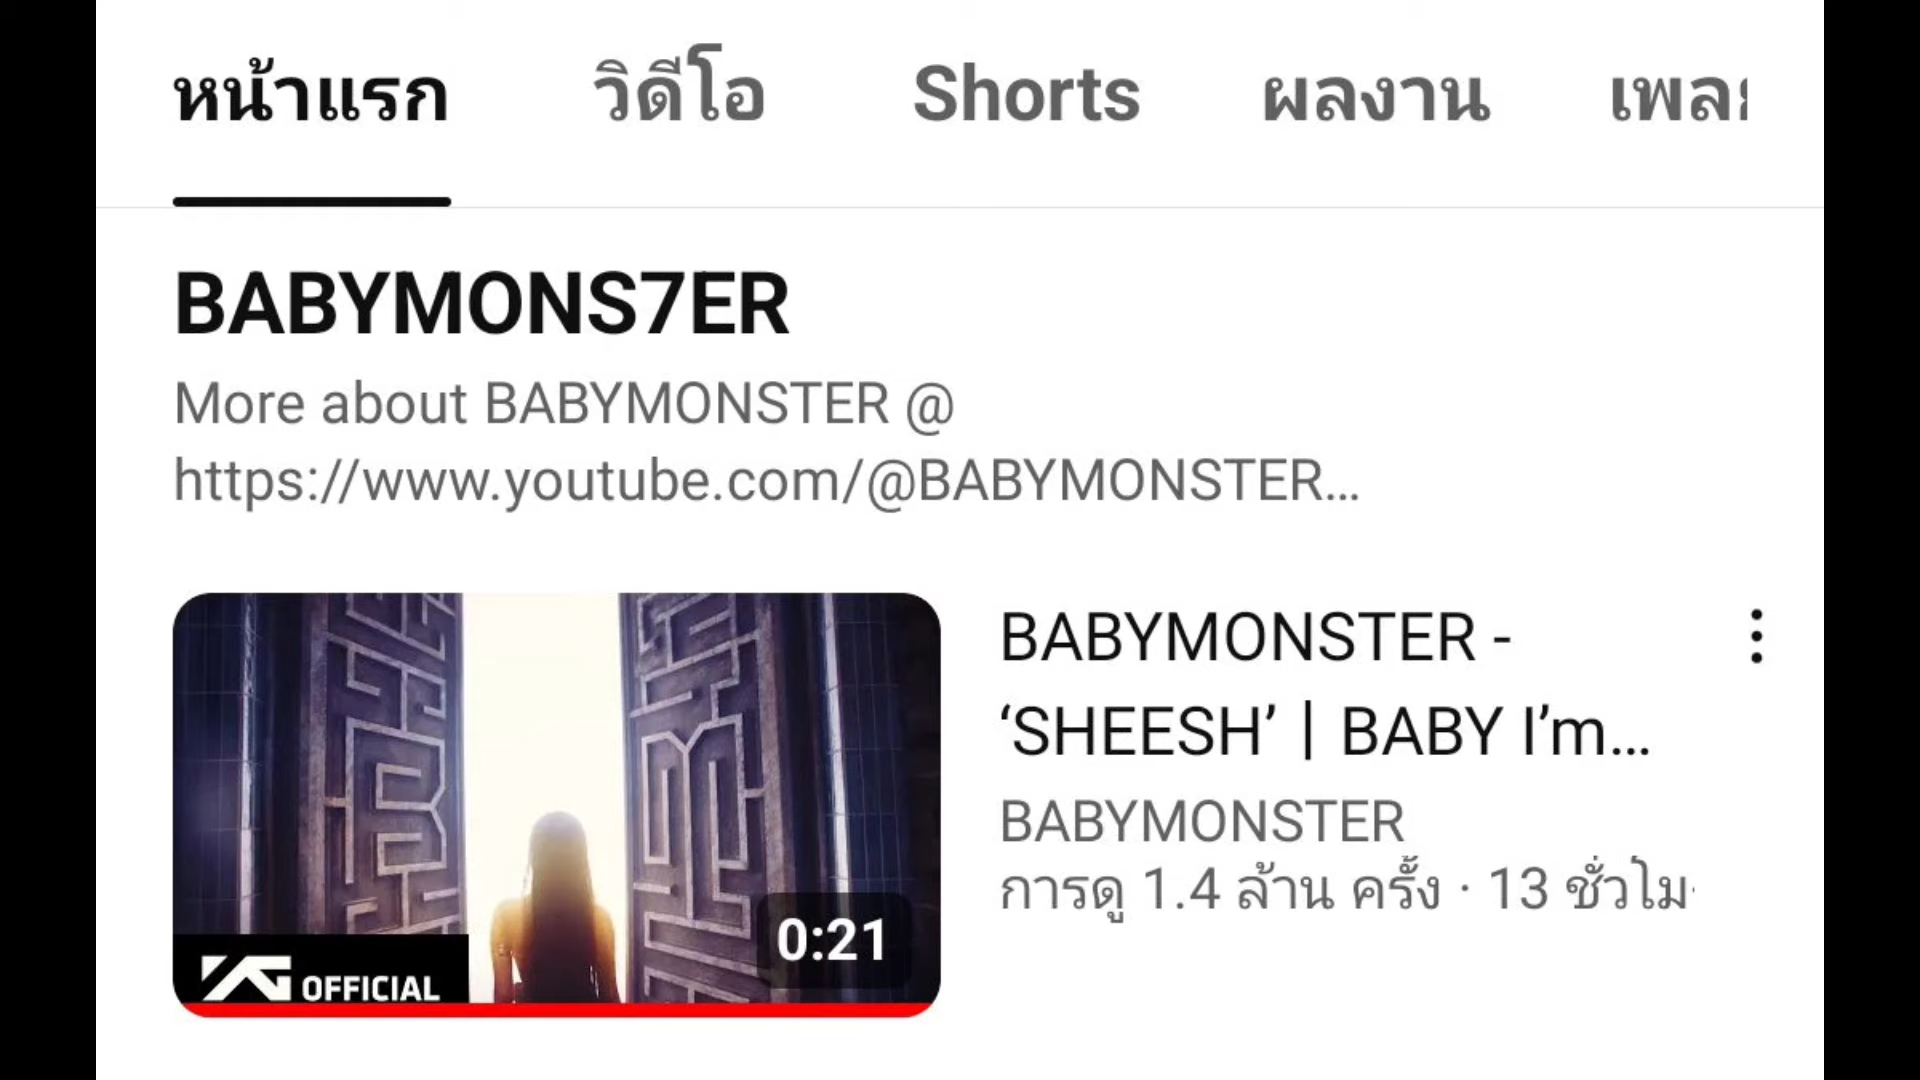 หน้าแรก วิดีโอ Shorts ผลงาน
BABYMONS7ER
More about BABYMONSTER @
https://www.youtube.com/@BABYMONSTER...
BABYMONSTER -
‘SHEESH’ | BABY I’m...
BABYMONSTER
การดู 1.4 ล้าน ครั้ง · 13
YG OFFICIAL
0:21